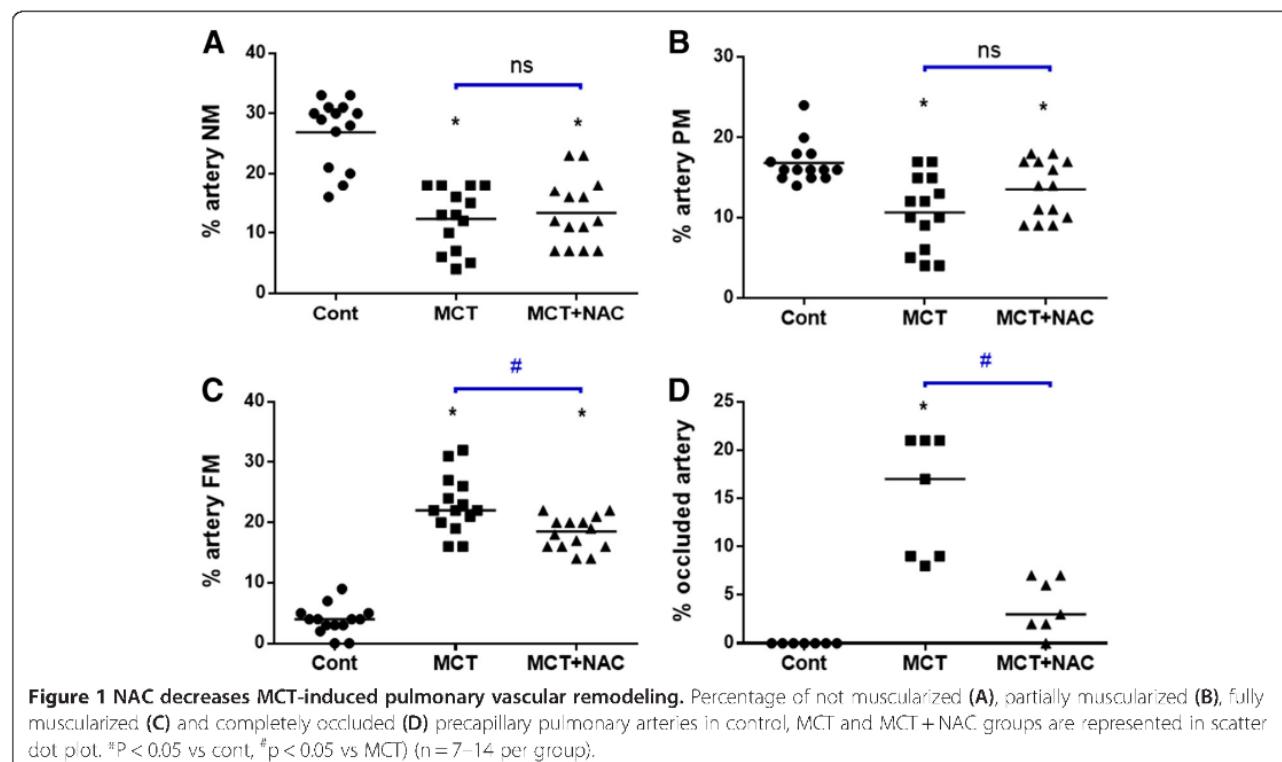 A
% artery NM
40
30
20
10
0
ns
*
*
Cont
MCT
MCT+NAC
B
% artery PM
30
20
10
0
ns
*
*
Cont
MCT
MCT+NAC
C
% artery FM
40
30
20
10
0
#
*
*
Cont
MCT
MCT+NAC
D
% occluded artery
25
20
15
10
5
0
#
*
Cont
MCT
MCT+NAC
Figure 1 NAC decreases MCT-induced pulmonary vascular remodeling. Percentage of not muscularized (A), partially muscularized (B), fully
muscularized (C) and completely occluded (D) precapillary pulmonary arteries in control, MCT and MCT + NAC groups are represented in scatter
dot plot. *P < 0.05 vs cont, #p < 0.05 vs MCT) (n = 7–14 per group).